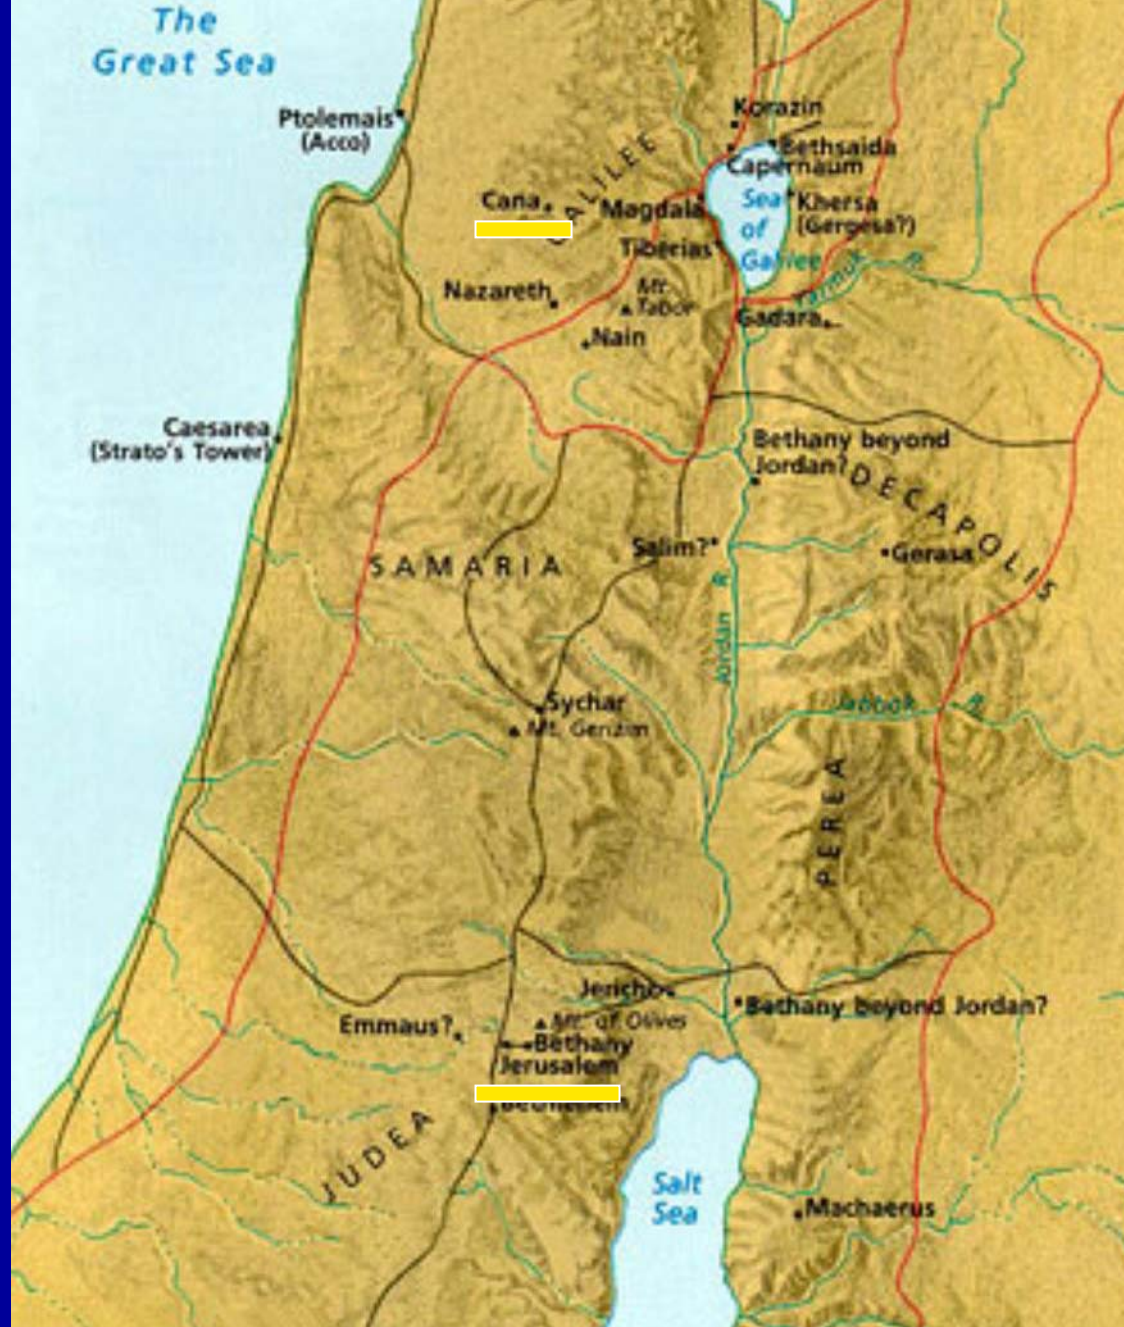 The
Great Sea
Korazin
Ptolemais
(Acco)
Bethsaida
Capernaum
GALILEE
Cana
Magdala
Sea
of
Galilee
Khersa
(Gergesa?)
Tiberias
Yarmuk R
Nazareth
Mt.
Tabor
Gadara
Nain
Caesarea
(Strato's Tower)
Bethany beyond
Jordan?
DECAPOLIS
Salim?
Gerasa
SAMARIA
Jordan R
Sychar
Mt. Gerizim
Jabbok R
PEREA
Jericho
Bethany beyond Jordan?
Emmaus?
Mt. of Olives
Bethany
Jerusalem
JUDEA
Salt
Sea
Machaerus